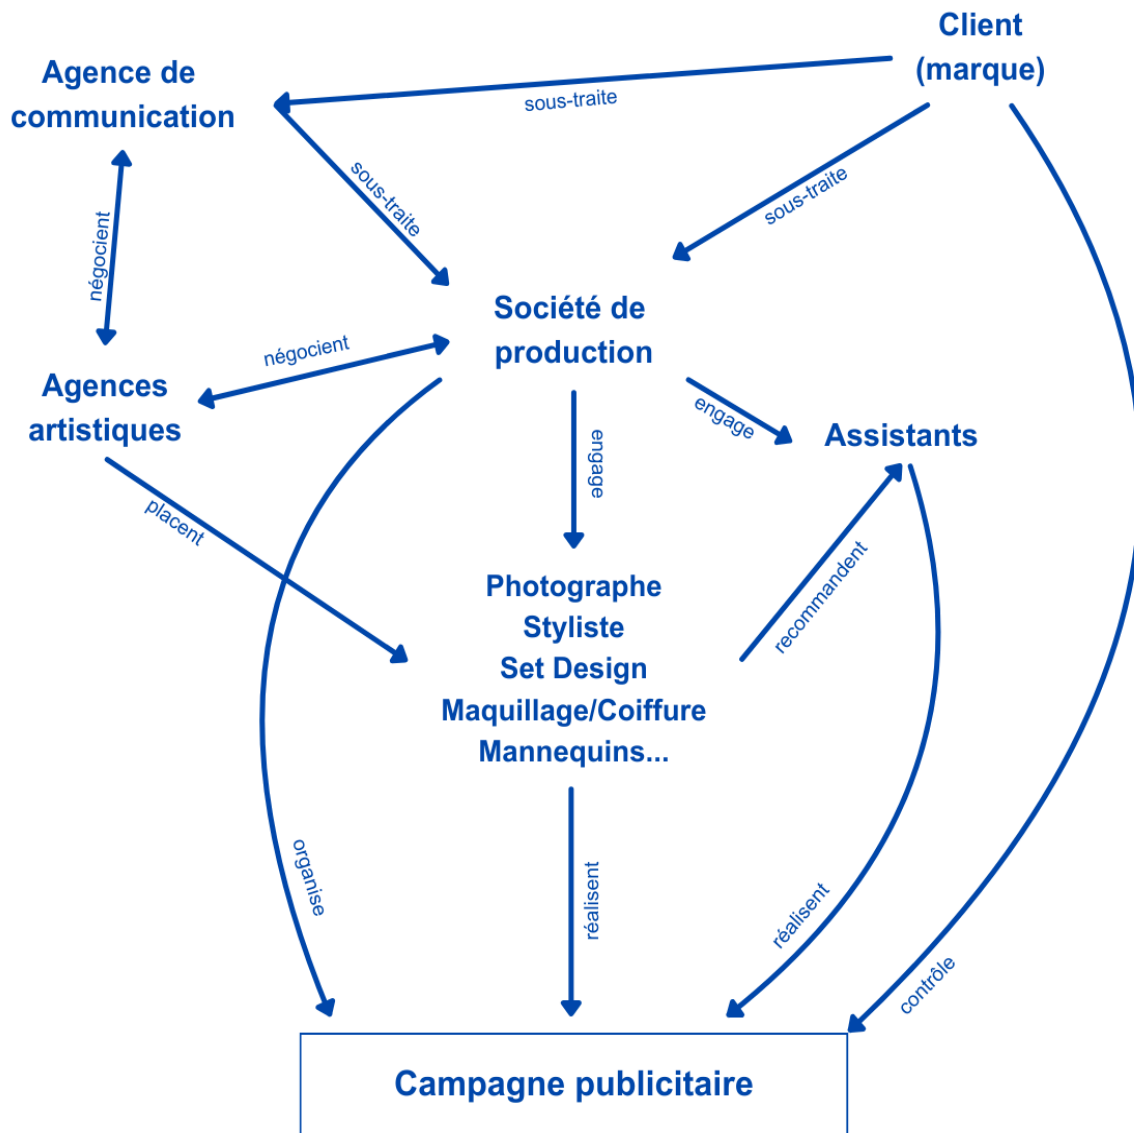 Client
(marque)
Agence de
communication
sous-traite
sous-traite
sous-traite
négocient
Société de
production
négocient
Agences
artistiques
engage
Assistants
engage
placent
recommandent
Photographe
Styliste
Set Design
Maquillage/Coiffure
Mannequins...
organise
réalisent
réalisent
contrôle
Campagne publicitaire